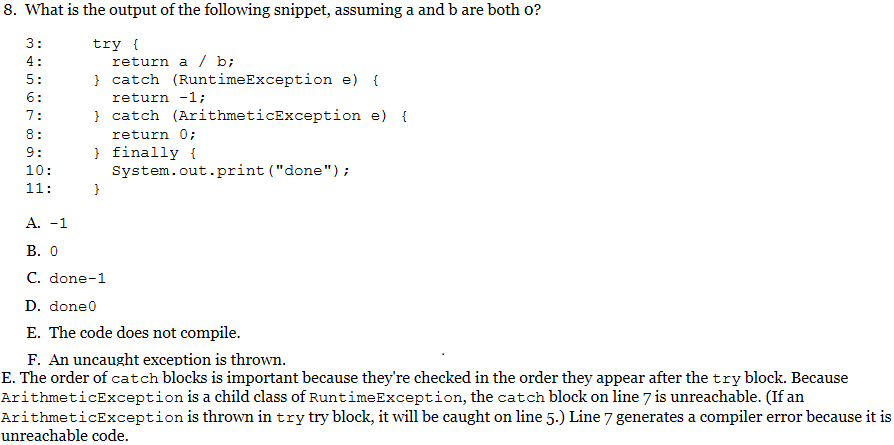 8. What is the output of the following snippet, assuming a and b are both 0?
3: try {
4: return a / b;
5: } catch (RuntimeException e) {
6: return -1;
7: } catch (ArithmeticException e) {
8: return 0;
9: } finally {
10: System.out.print("done");
11: }
A. -1
B. 0
C. done-1
D. done0
E. The code does not compile.
F. An uncaught exception is thrown.
E. The order of catch blocks is important because they're checked in the order they appear after the try block. Because
ArithmeticException is a child class of RuntimeException, the catch block on line 7 is unreachable. (If an
ArithmeticException is thrown in try try block, it will be caught on line 5.) Line 7 generates a compiler error because it is
unreachable code.